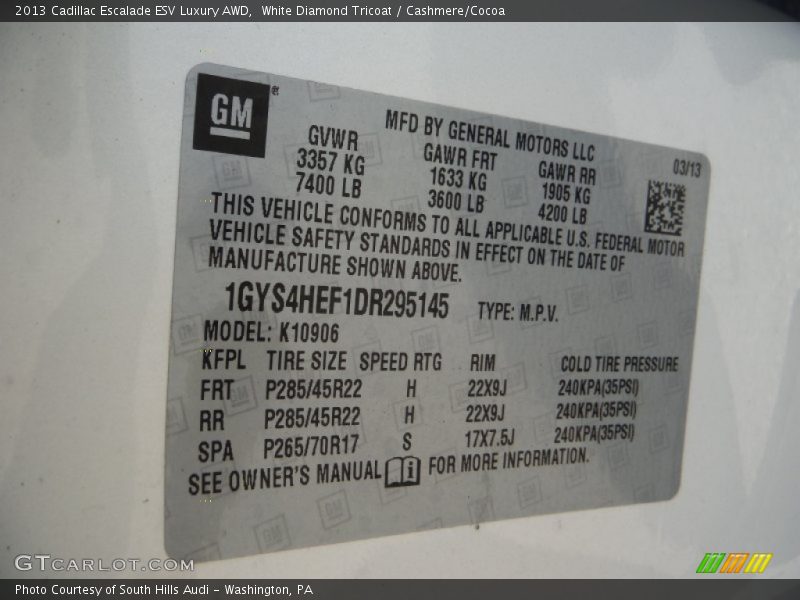 2013 Cadillac Escalade ESV Luxury AWD,  White Diamond Tricoat / Cashmere/Cocoa
GM®
MFD BY GENERAL MOTORS LLC
03/13
GVWR GAWR FRT GAWR RR
3357 KG 1633 KG 1905 KG
7400 LB 3600 LB 4200 LB
THIS VEHICLE CONFORMS TO ALL APPLICABLE U.S. FEDERAL MOTOR
VEHICLE SAFETY STANDARDS IN EFFECT ON THE DATE OF
MANUFACTURE SHOWN ABOVE.
1GYS4HEF1DR295145 TYPE: M.P.V.
MODEL: K10906
KFPL TIRE SIZE SPEED RTG RIM COLD TIRE PRESSURE
FRT P285/45R22 H 22X9J 240KPA(35PSI)
RR P285/45R22 H 22X9J 240KPA(35PSI)
SPA P265/70R17 S 17X7.5J 240KPA(35PSI)
SEE OWNER'S MANUAL i FOR MORE INFORMATION.
GTCARLOT.COM
Photo Courtesy of South Hills Audi - Washington, PA